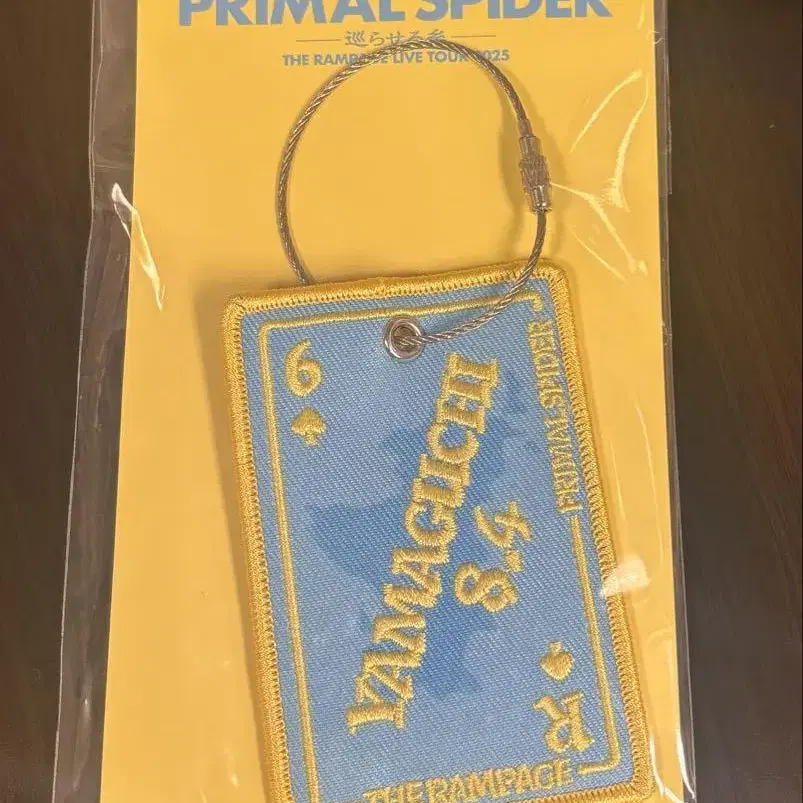 PRIMAL SPIDER
巡らせる糸
THE RAMPAGE LIVE TOUR 2025
6
YAMAGUCHI
8.4
PRIMAL SPIDER
R
THE RAMPAGE